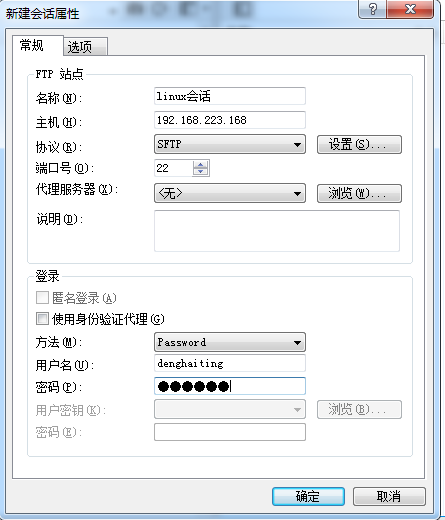 新建会话属性
常规 选项
FTP 站点
名称(N): linux会话
主机(H): 192.168.223.168
协议(R): SFTP 设置(S)...
端口号(O): 22
代理服务器(X): <无> 浏览(W)...
说明(D):
登录
匿名登录(A)
使用身份验证代理(G)
方法(M): Password
用户名(U): denghaiting
密码(P): ●●●●●●
用户密钥(K): 浏览(B)...
密码(E):
确定 取消